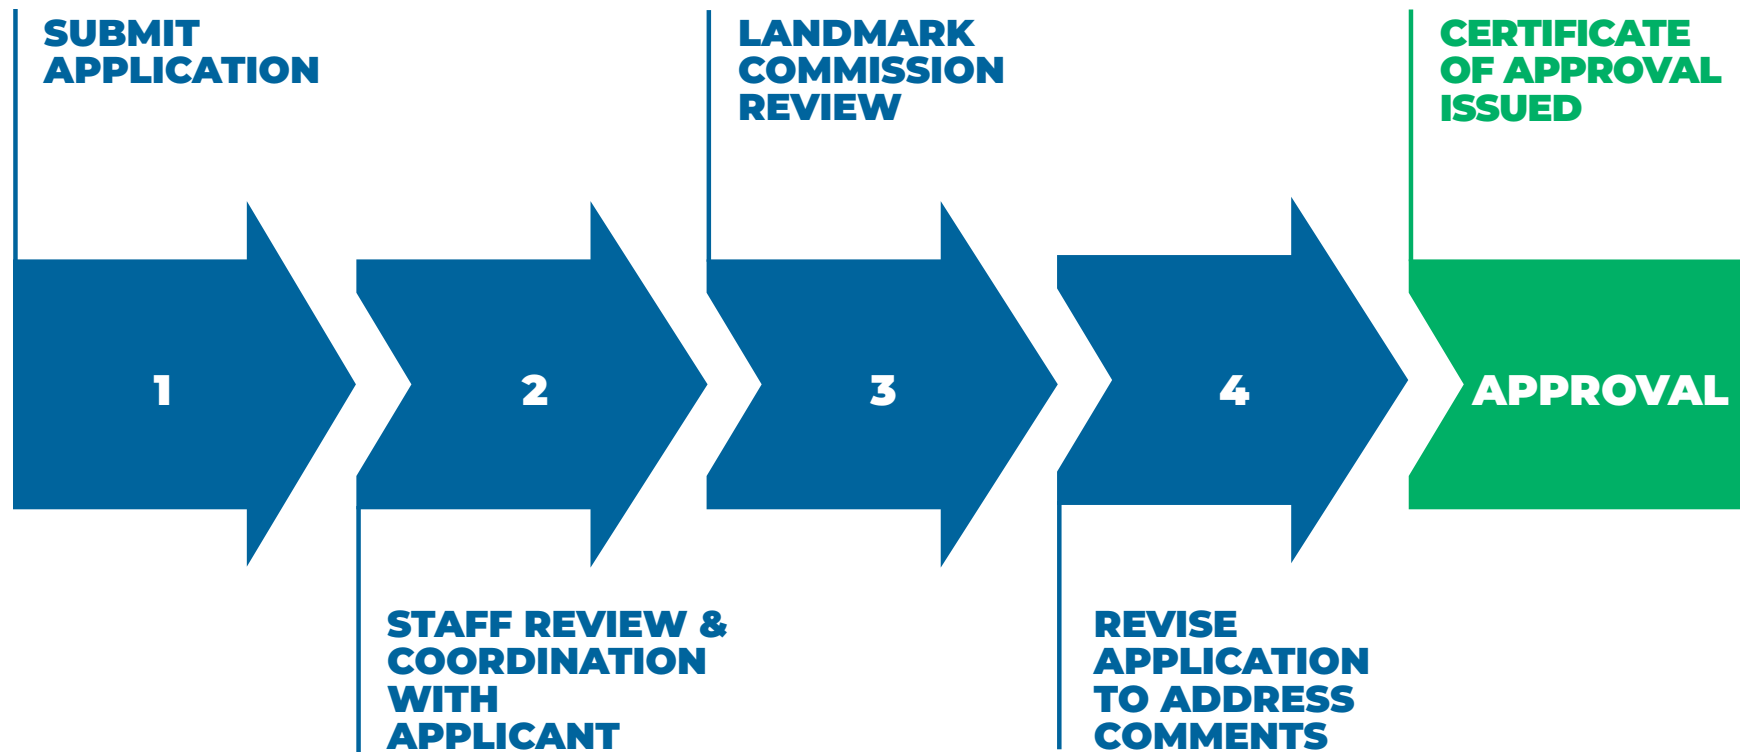 SUBMIT
APPLICATION
LANDMARK
COMMISSION
REVIEW
CERTIFICATE
OF APPROVAL
ISSUED
1
2
3
4
APPROVAL
STAFF REVIEW &
COORDINATION
WITH
APPLICANT
REVISE
APPLICATION
TO ADDRESS
COMMENTS